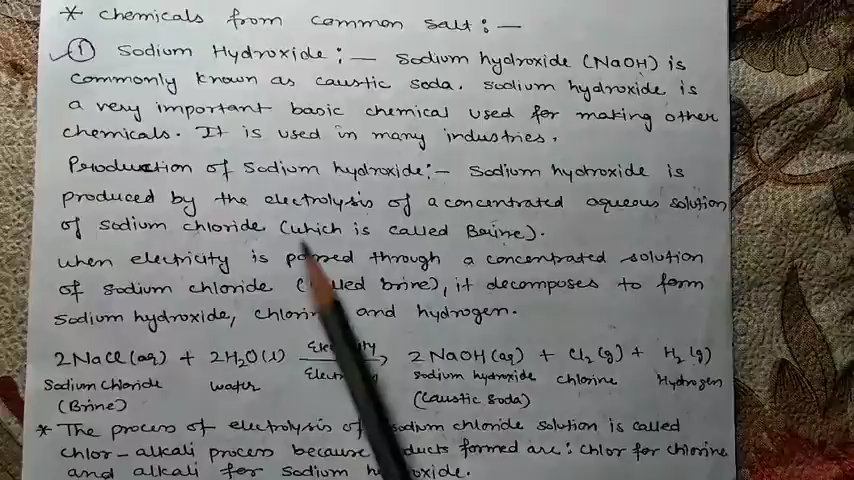 * Chemicals from common salt : —
① Sodium Hydroxide : — Sodium hydroxide (NaOH) is
commonly known as caustic soda. Sodium hydroxide is
a very important basic chemical used for making other
chemicals. It is used in many industries.
Production of Sodium hydroxide :- Sodium hydroxide is
produced by the electrolysis of a concentrated aqueous solution
of sodium chloride (which is called Brine).
when electricity is passed through a concentrated solution
of sodium chloride ( brine), it decomposes to form
sodium hydroxide, chlorine and hydrogen.
2NaCl(aq) + 2H₂O(l) Electricity → 2NaOH(aq) + Cl₂(g) + H₂(g)
Sodium Chloride water sodium hydroxide chlorine Hydrogen
(Brine) (caustic soda)
* The process of electrolysis of sodium chloride solution is called
chlor-alkali process because formed are : chlor for chlorine
and alkali for sodium hydroxide.